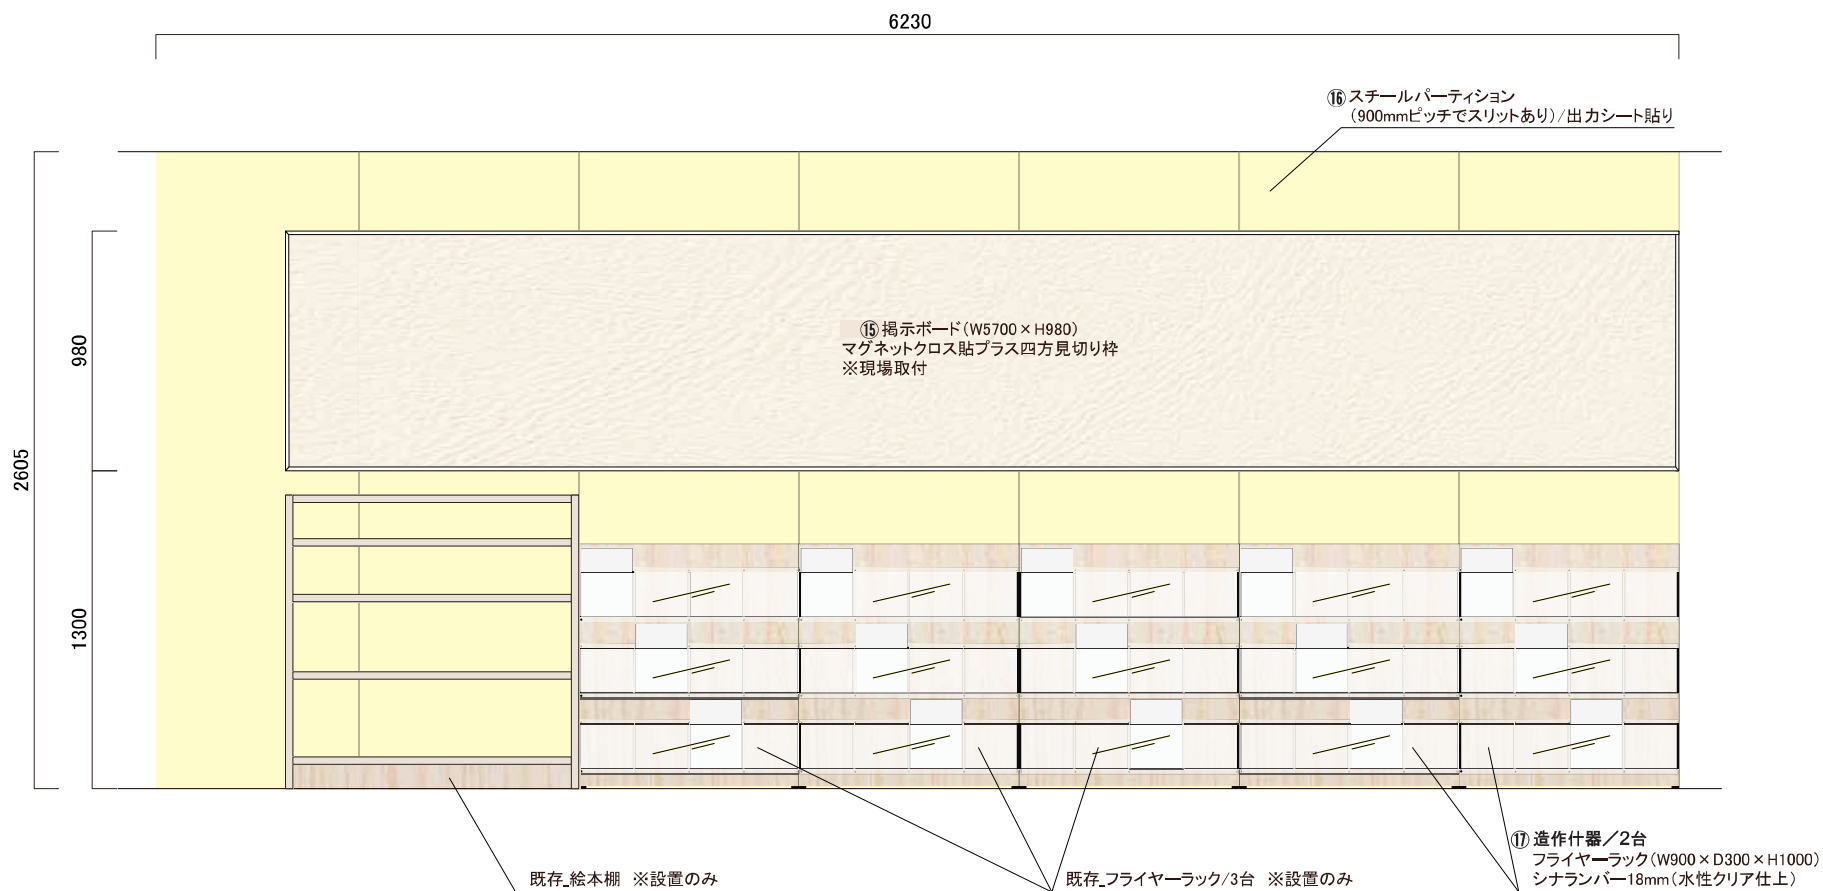 6230
⑯スチールパーティション
(900mmピッチでスリットあり)/出力シート貼り
980
2605
1300
⑮掲示ボード(W5700×H980)
マグネットクロス貼プラス四方見切り枠
※現場取付
既存_絵本棚 ※設置のみ
既存_フライヤーラック/3台 ※設置のみ
⑰造作什器/2台
フライヤーラック(W900×D300×H1000)
シナランバー18mm(水性クリア仕上)